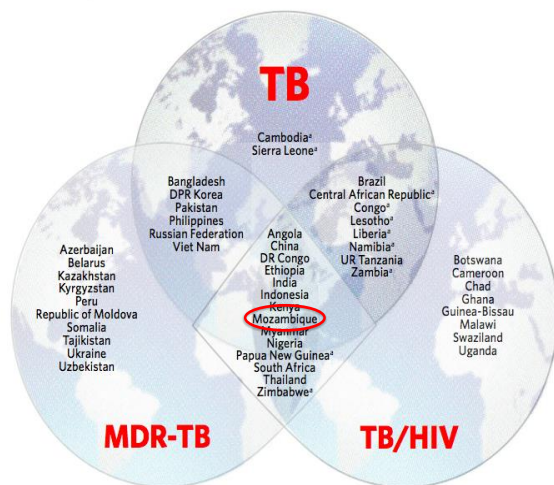 TB
Cambodiaª
Sierra Leoneª
Bangladesh
DPR Korea
Pakistan
Philippines
Russian Federation
Viet Nam
Brazil
Central African Republicª
Congoª
Lesothoª
Liberiaª
Namibiaª
UR Tanzania
Zambiaª
Angola
China
DR Congo
Ethiopia
India
Indonesia
Kenya
Mozambique
Myanmar
Nigeria
Papua New Guineaª
South Africa
Thailand
Zimbabweª
Azerbaijan
Belarus
Kazakhstan
Kyrgyzstan
Peru
Republic of Moldova
Somalia
Tajikistan
Ukraine
Uzbekistan
Botswana
Cameroon
Chad
Ghana
Guinea-Bissau
Malawi
Swaziland
Uganda
MDR-TB
TB/HIV